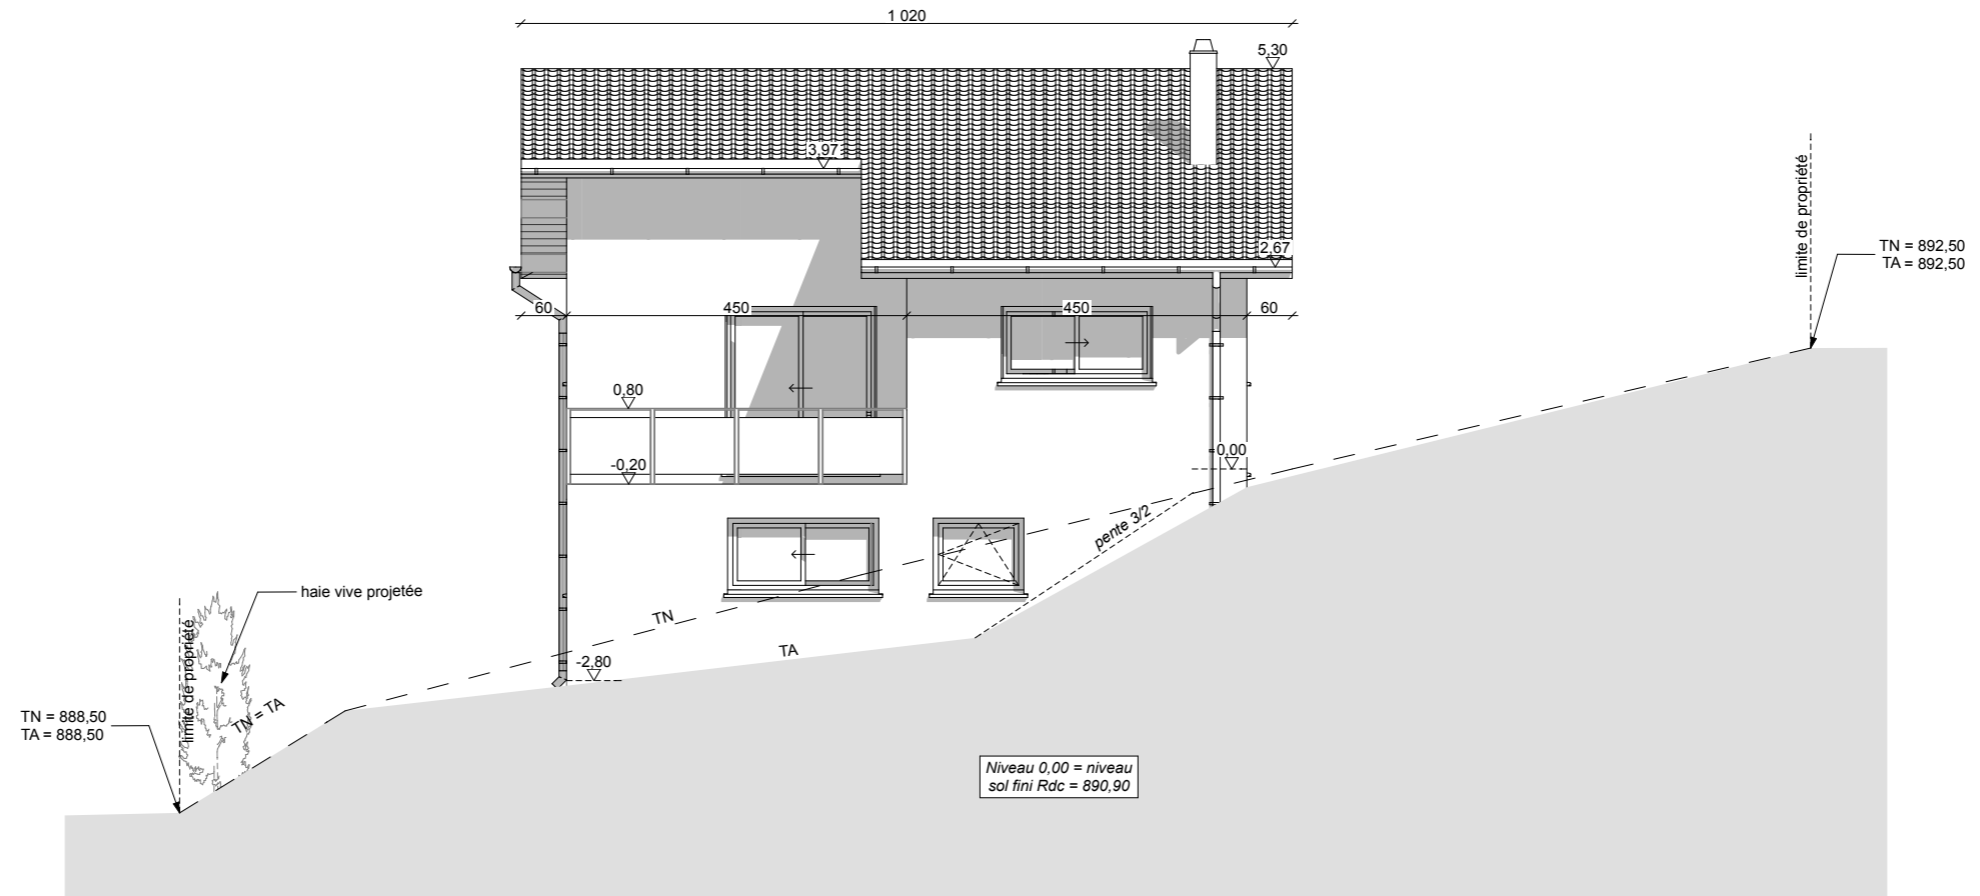 1 020
5,30
3,97
limite de propriété
TN = 892,50
TA = 892,50
2,67
60
450
450
60
0,80
-0,20
0,00
pente 3/2
haie vive projetée
limite de propriété
TN
TA
-2,80
TN = TA
TN = 888,50
TA = 888,50
Niveau 0,00 = niveau
sol fini Rdc = 890,90